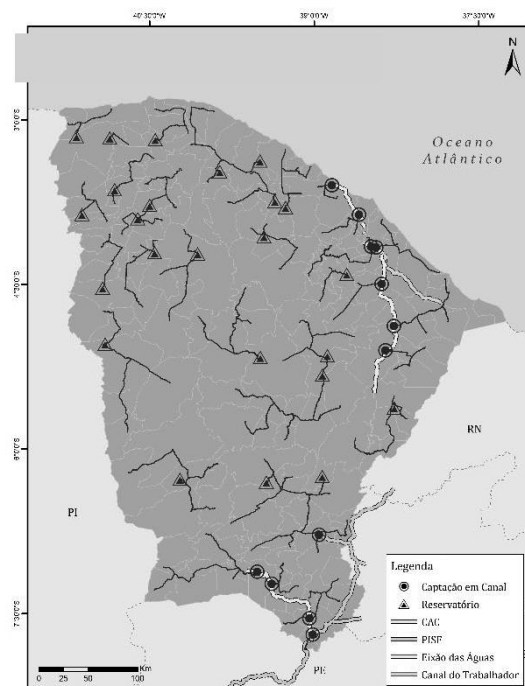 40°30'0"W 39°0'0"W 37°30'0"W
N
3°0'0"S
Oceano
Atlântico
4°30'0"S
6°0'0"S
RN
PI
7°30'0"S
PE
Legenda
Captação em Canal
Reservatório
CAC
PISF
Eixão das Águas
Canal do Trabalhador
0 25 50 100
Km